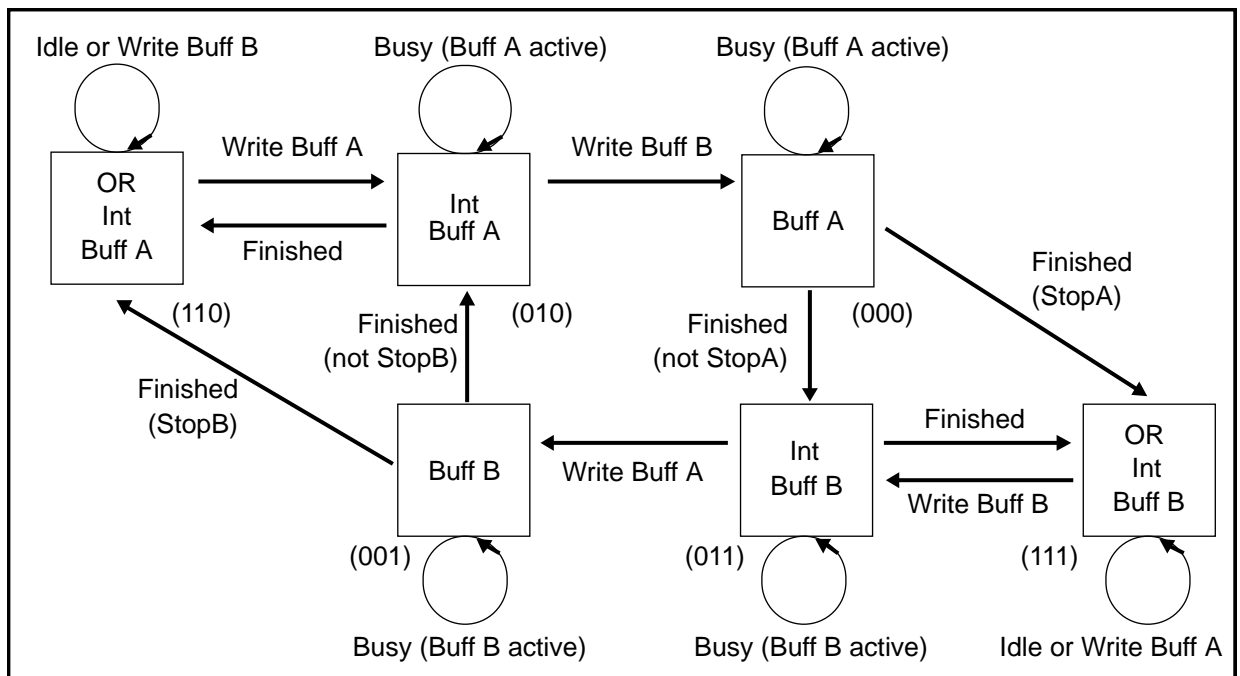 Idle or Write Buff B
Busy (Buff A active)
Busy (Buff A active)
OR
Int
Buff A
Write Buff A
Finished
Int
Buff A
Write Buff B
Buff A
Finished
(StopA)
(110)
(010)
(000)
Finished
(not StopB)
Finished
(not StopA)
Finished
(StopB)
Buff B
Write Buff A
Int
Buff B
Finished
Write Buff B
OR
Int
Buff B
(001)
(011)
(111)
Busy (Buff B active)
Busy (Buff B active)
Idle or Write Buff A